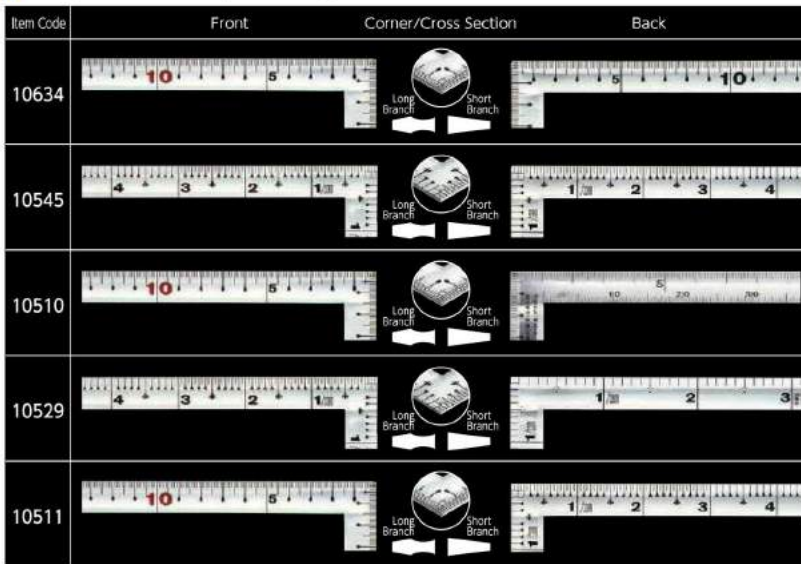 Item Code Front Corner/Cross Section Back
10634
10 5
Long Branch Short Branch
5 10
10545
4 3 2 1
Long Branch Short Branch
1 2 3 4
10510
10 5
Long Branch Short Branch
5
10529
4 3 2 1
Long Branch Short Branch
1 2 3
10511
10 5
Long Branch Short Branch
1 2 3 4